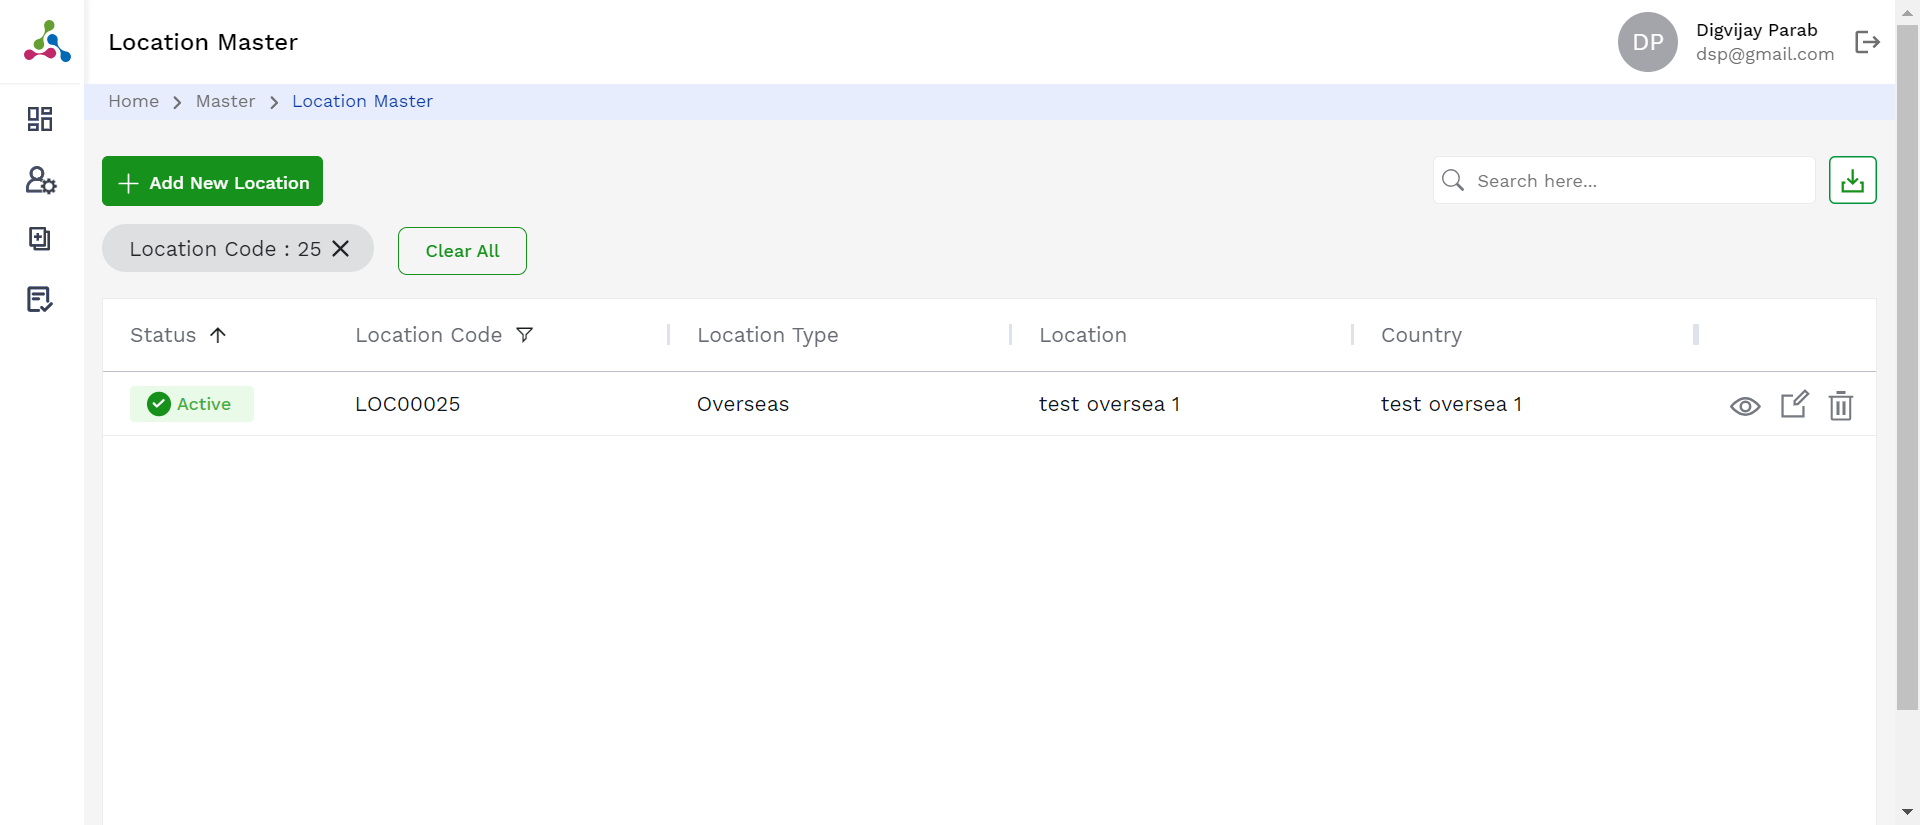 Location Master
DP
Digvijay Parab
dsp@gmail.com
Home
Master
Location Master
Add New Location
Search here...
Location Code : 25
Clear All
Status
Location Code
Location Type
Location
Country
Active
LOC00025
Overseas
test oversea 1
test oversea 1